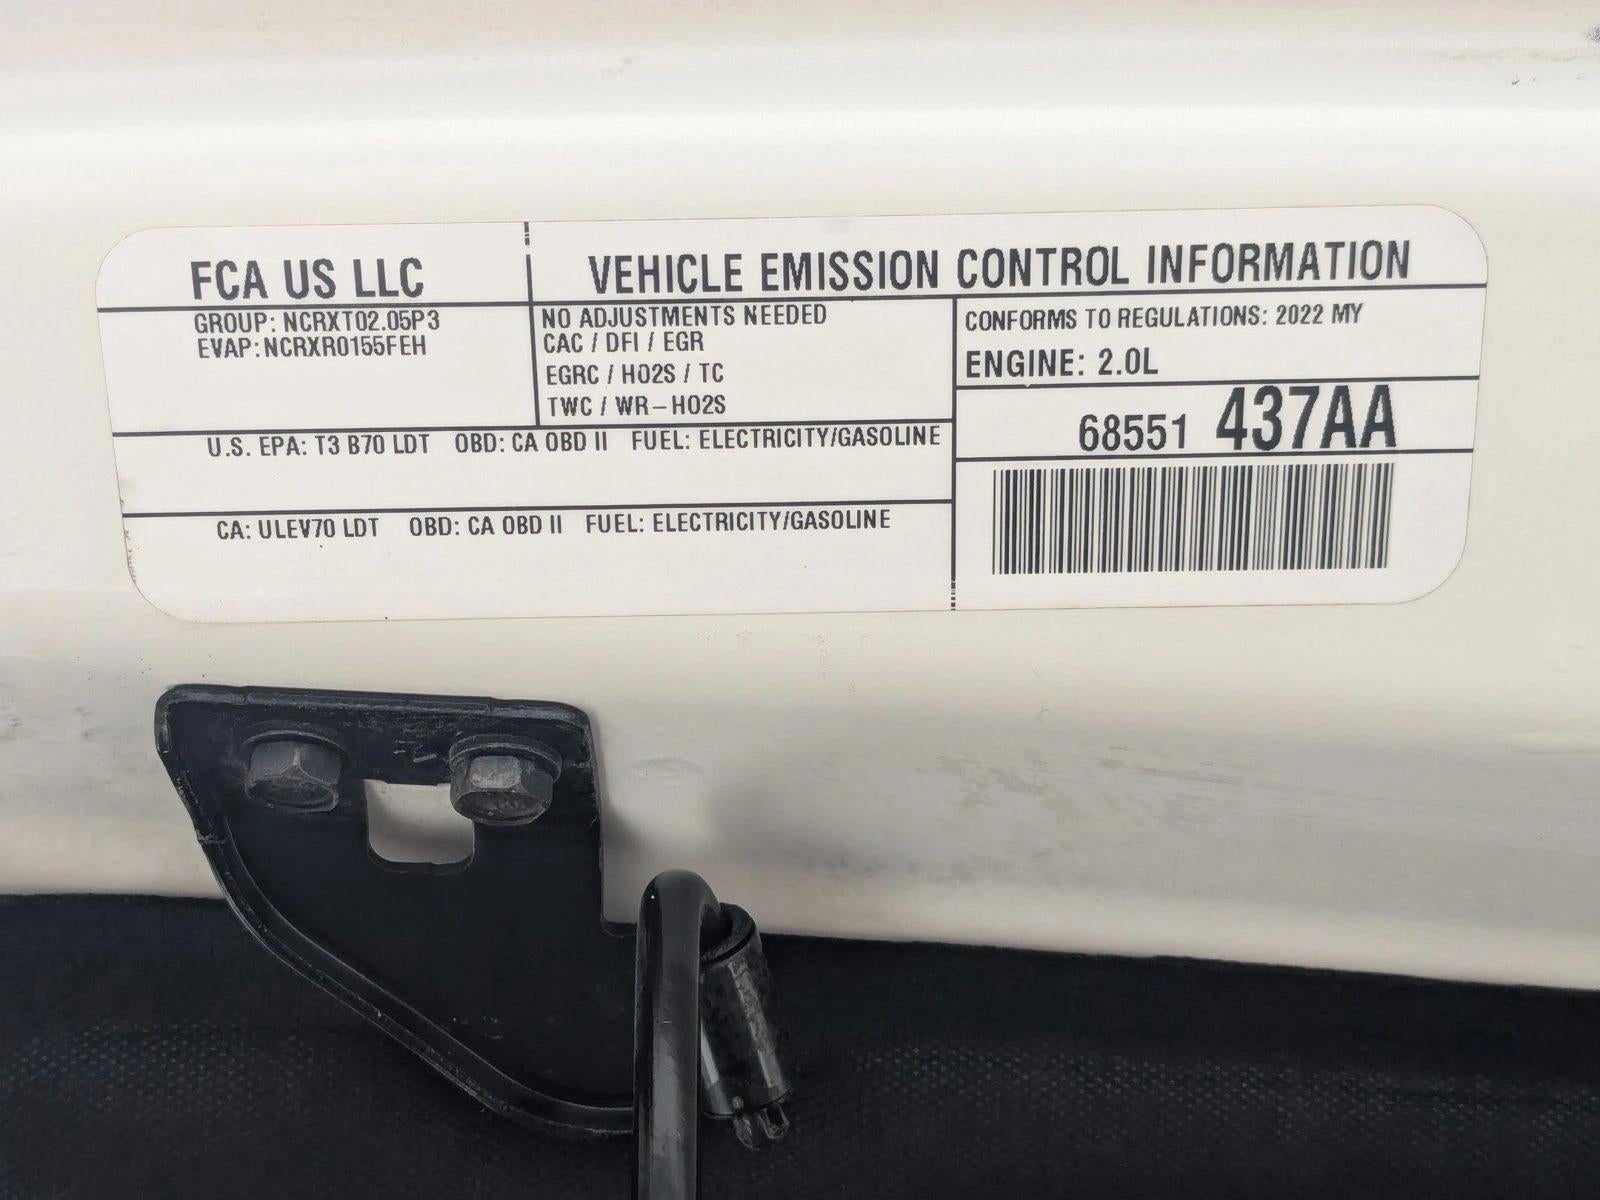 FCA US LLC
VEHICLE EMISSION CONTROL INFORMATION
GROUP: NCRXT02.05P3
EVAP: NCRXR0155FEH
NO ADJUSTMENTS NEEDED
CAC / DFI / EGR
EGRC / HO2S / TC
TWC / WR-HO2S
CONFORMS TO REGULATIONS: 2022 MY
ENGINE: 2.0L
68551 437AA
U.S. EPA: T3 B70 LDT OBD: CA OBD II FUEL: ELECTRICITY/GASOLINE
CA: ULEV70 LDT OBD: CA OBD II FUEL: ELECTRICITY/GASOLINE